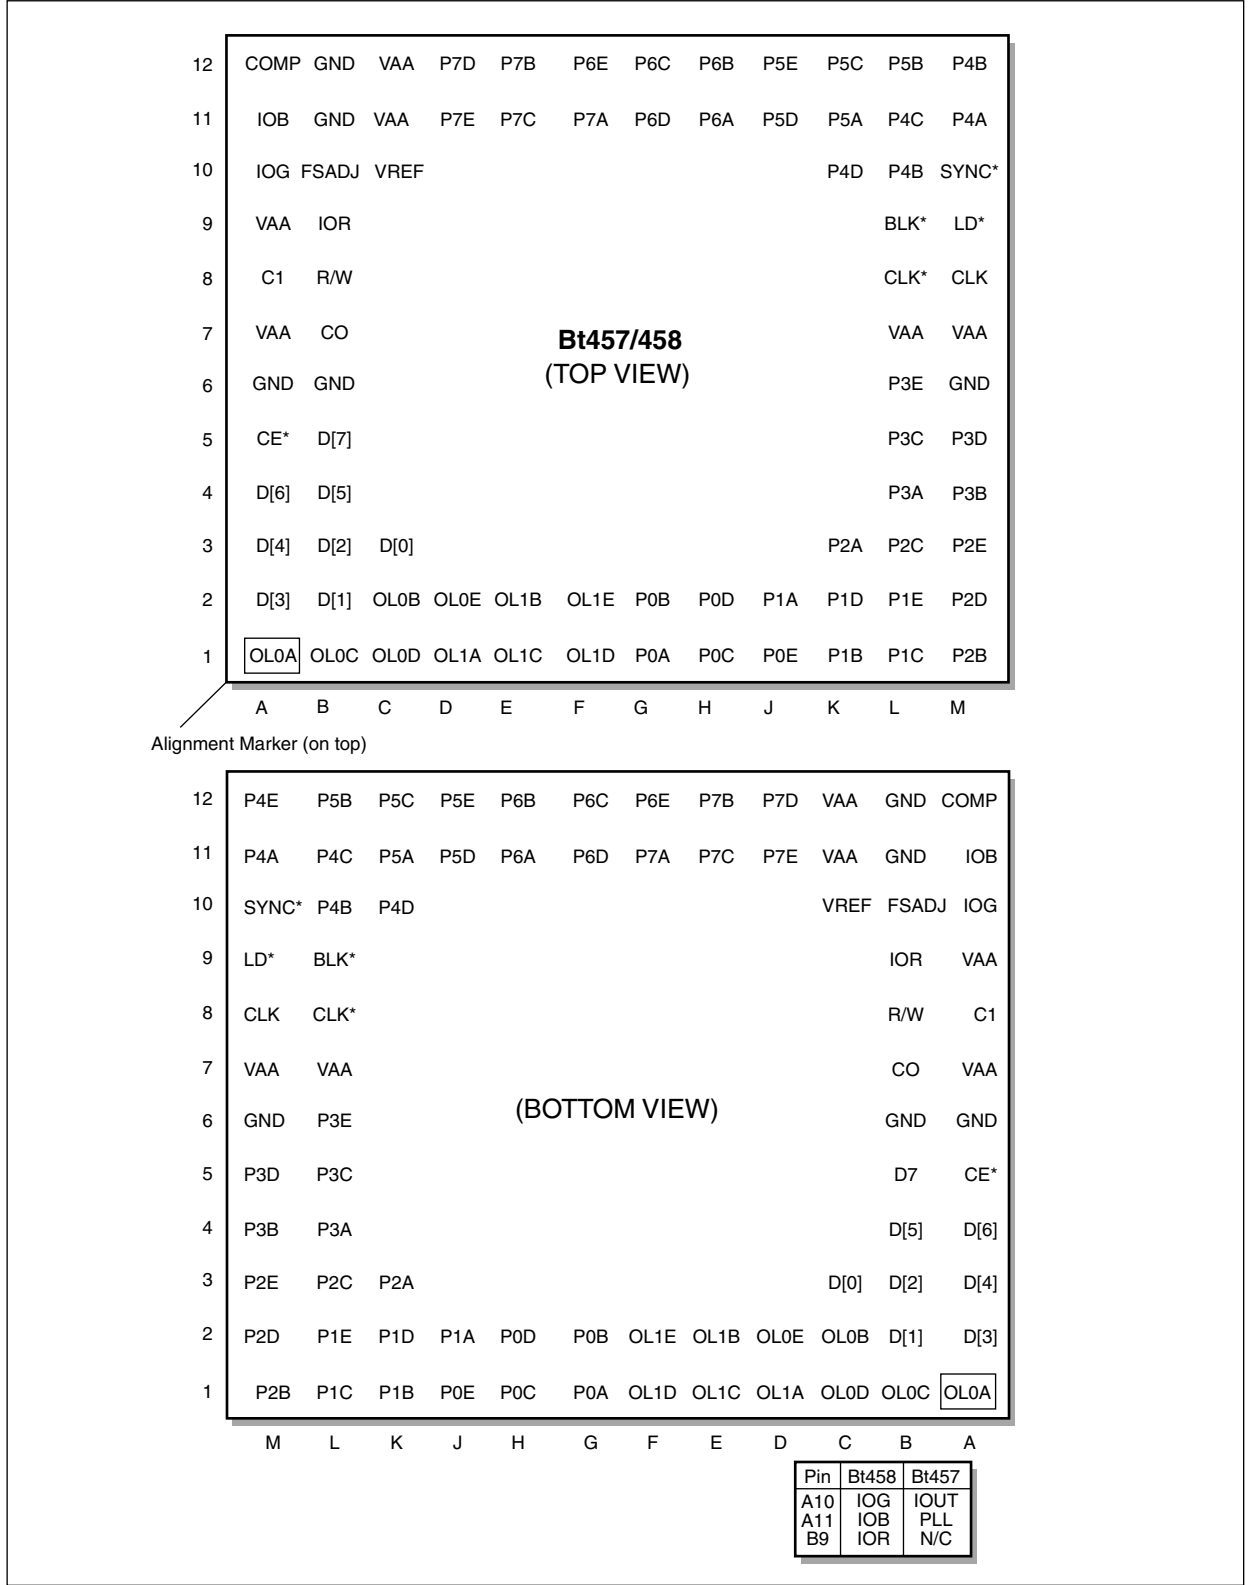 12 COMP GND VAA P7D P7B P6E P6C P6B P5E P5C P5B P4B
11 IOB GND VAA P7E P7C P7A P6D P6A P5D P5A P4C P4A
10 IOG FSADJ VREF P4D P4B SYNC*
9 VAA IOR BLK* LD*
8 C1 R/W CLK* CLK
7 VAA CO VAA VAA
Bt457/458
(TOP VIEW)
6 GND GND P3E GND
5 CE* D[7] P3C P3D
4 D[6] D[5] P3A P3B
3 D[4] D[2] D[0] P2A P2C P2E
2 D[3] D[1] OL0B OL0E OL1B OL1E P0B P0D P1A P1D P1E P2D
1 OL0A OL0C OL0D OL1A OL1C OL1D P0A P0C P0E P1B P1C P2B
A B C D E F G H J K L M
Alignment Marker (on top)
12 P4E P5B P5C P5E P6B P6C P6E P7B P7D VAA GND COMP
11 P4A P4C P5A P5D P6A P6D P7A P7C P7E VAA GND IOB
10 SYNC* P4B P4D VREF FSADJ IOG
9 LD* BLK* IOR VAA
8 CLK CLK* R/W C1
7 VAA VAA CO VAA
(BOTTOM VIEW)
6 GND P3E GND GND
5 P3D P3C D7 CE*
4 P3B P3A D[5] D[6]
3 P2E P2C P2A D[0] D[2] D[4]
2 P2D P1E P1D P1A P0D P0B OL1E OL1B OL0E OL0B D[1] D[3]
1 P2B P1C P1B P0E P0C P0A OL1D OL1C OL1A OL0D OL0C OL0A
M L K J H G F E D C B A
Pin Bt458 Bt457
A10 IOG IOUT
A11 IOB PLL
B9 IOR N/C